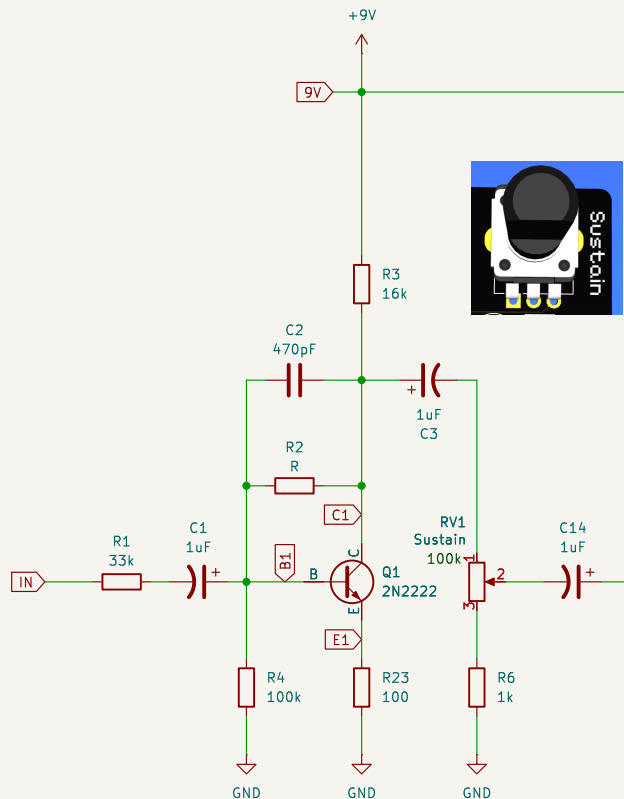 +9V
9V
Sustain
R3
16k
C2
470pF
+
1uF
C3
R2
R
C1
RV1
Sustain
100k
1
2
3
R1
33k
C1
1uF
+
B1
B
C
E
Q1
2N2222
C14
1uF
+
IN
E1
R4
100k
R23
100
R6
1k
GND
GND
GND